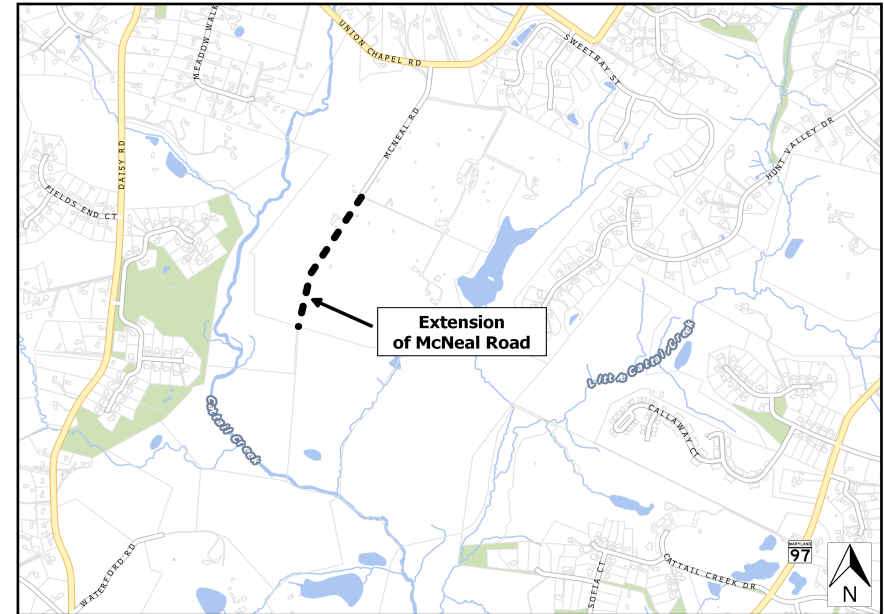 MEADOW WALK
UNION CHAPEL RD
SWEETBAY ST
DAISY RD
MCNEAL RD
HUNT VALLEY DR
FIELDS END CT
Extension
of McNeal Road
Little Cattail Creek
Cattail Creek
CALLAWAY CT
MARYLAND
97
WATERFORD RD
SOFIA CT
CATTAIL CREEK DR
N